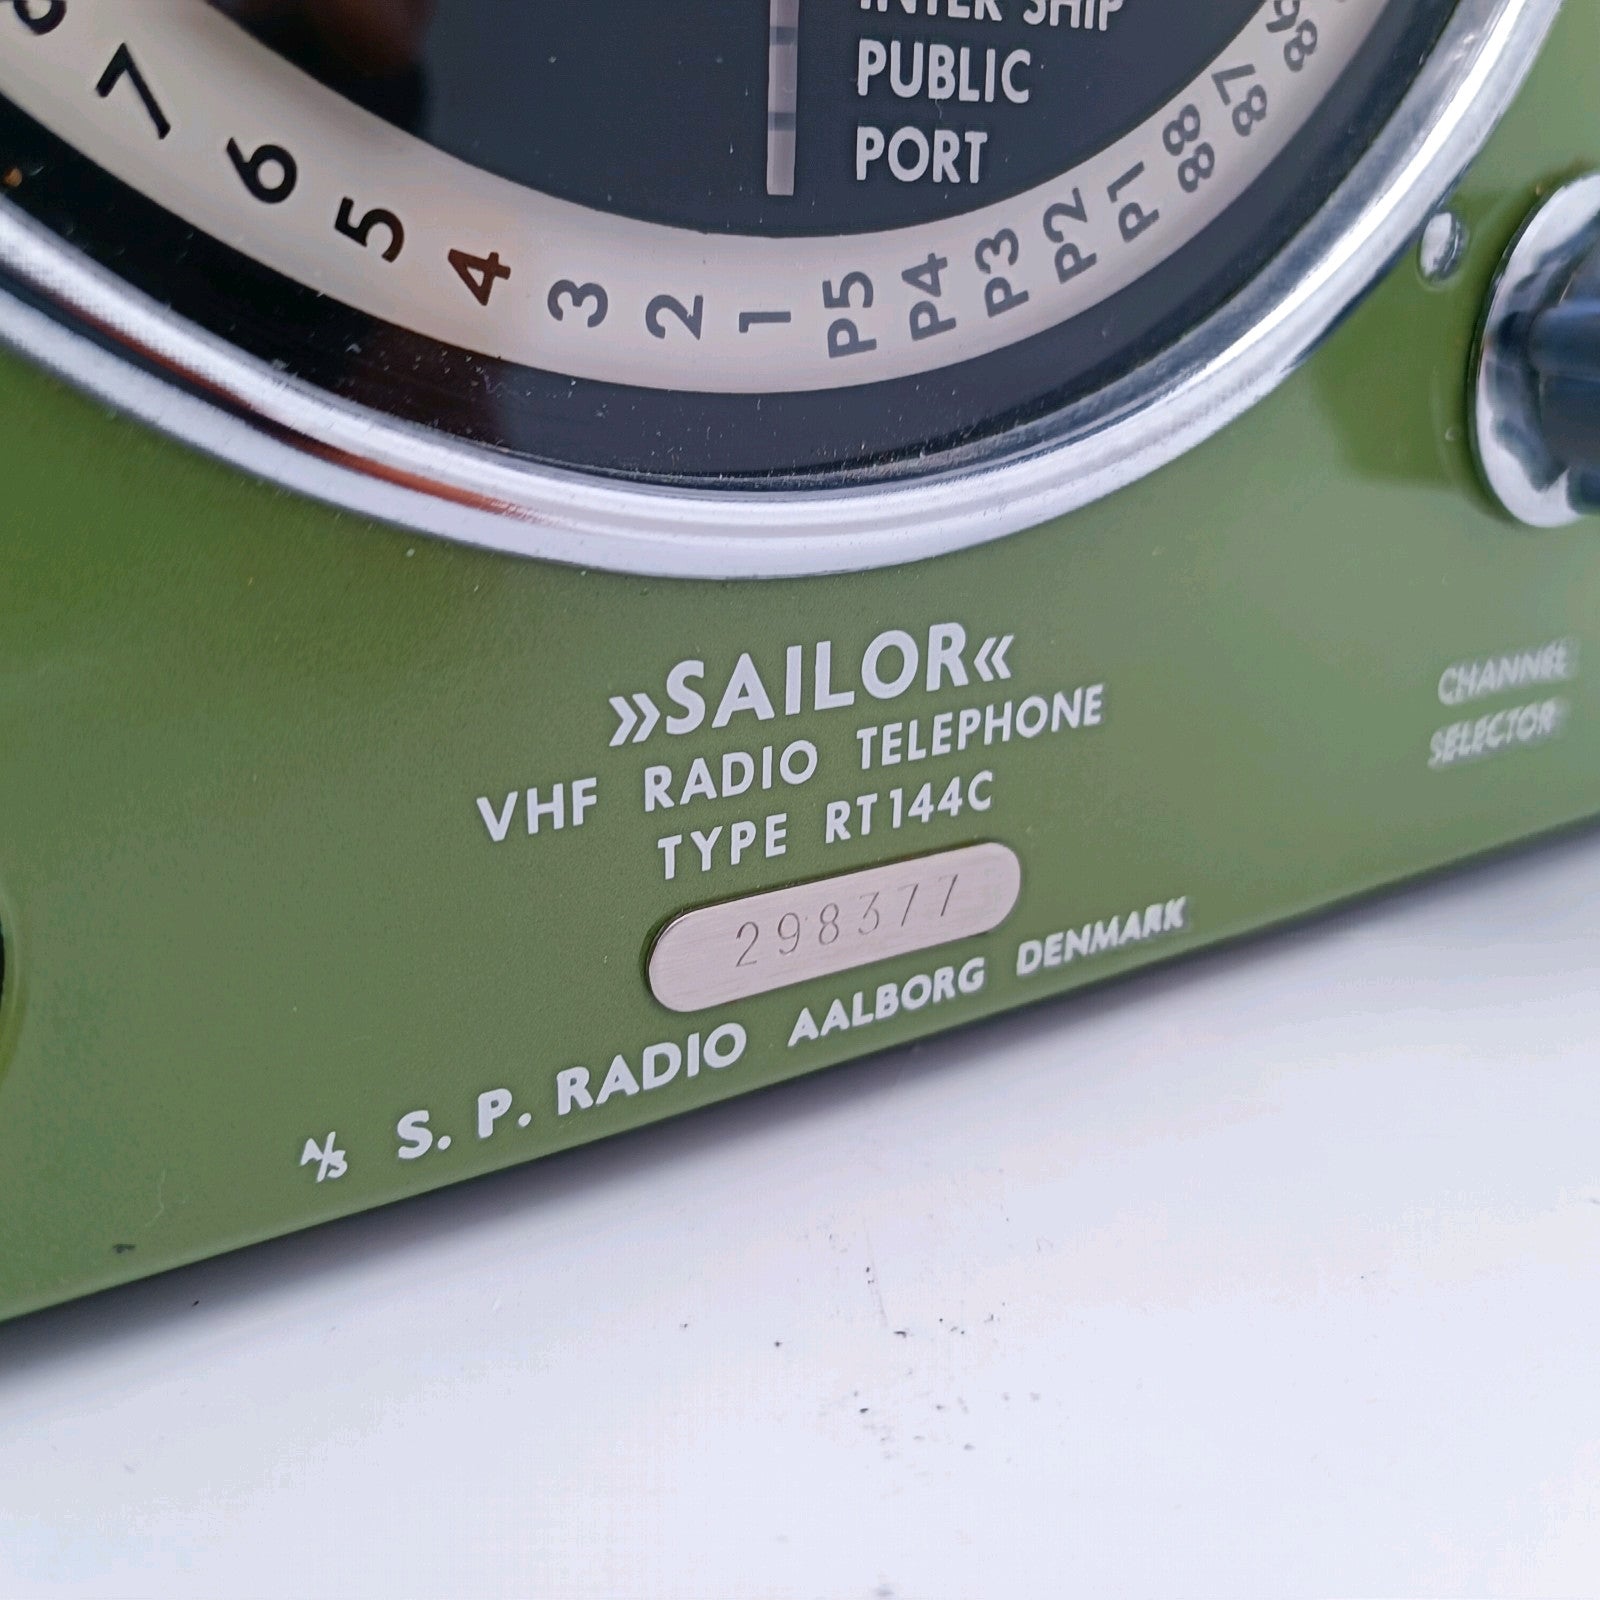 INTER SHIP
PUBLIC
PORT
7 6 5 4 3 2 1 P5 P4 P3 P2 P1 88 87 86
»SAILOR«
VHF RADIO TELEPHONE
TYPE RT144C
298377
A/S S. P. RADIO AALBORG DENMARK
CHANNEL
SELECTOR